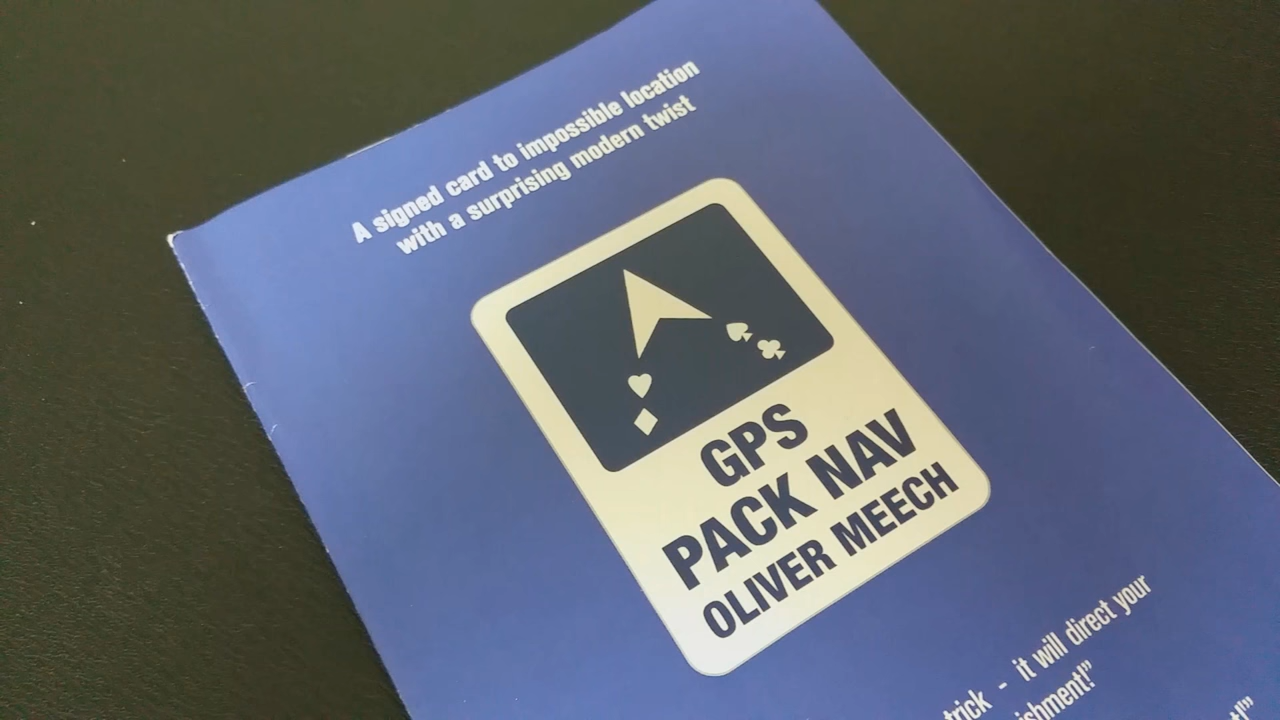 A signed card to impossible location
with a surprising modern twist
GPS
PACK NAV
OLIVER MEECH
trick - it will direct your